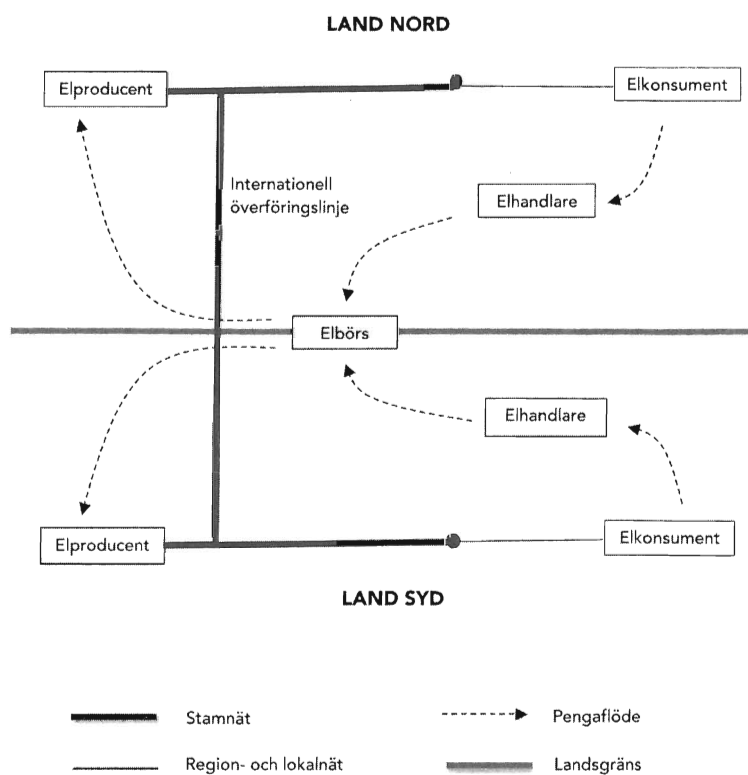 LAND NORD
Elproducent
Elkonsument
Internationell
överföringslinje
Elhandlare
Elbörs
Elhandlare
Elproducent
Elkonsument
LAND SYD
Stamnät
Pengaflöde
Region- och lokalnät
Landsgräns